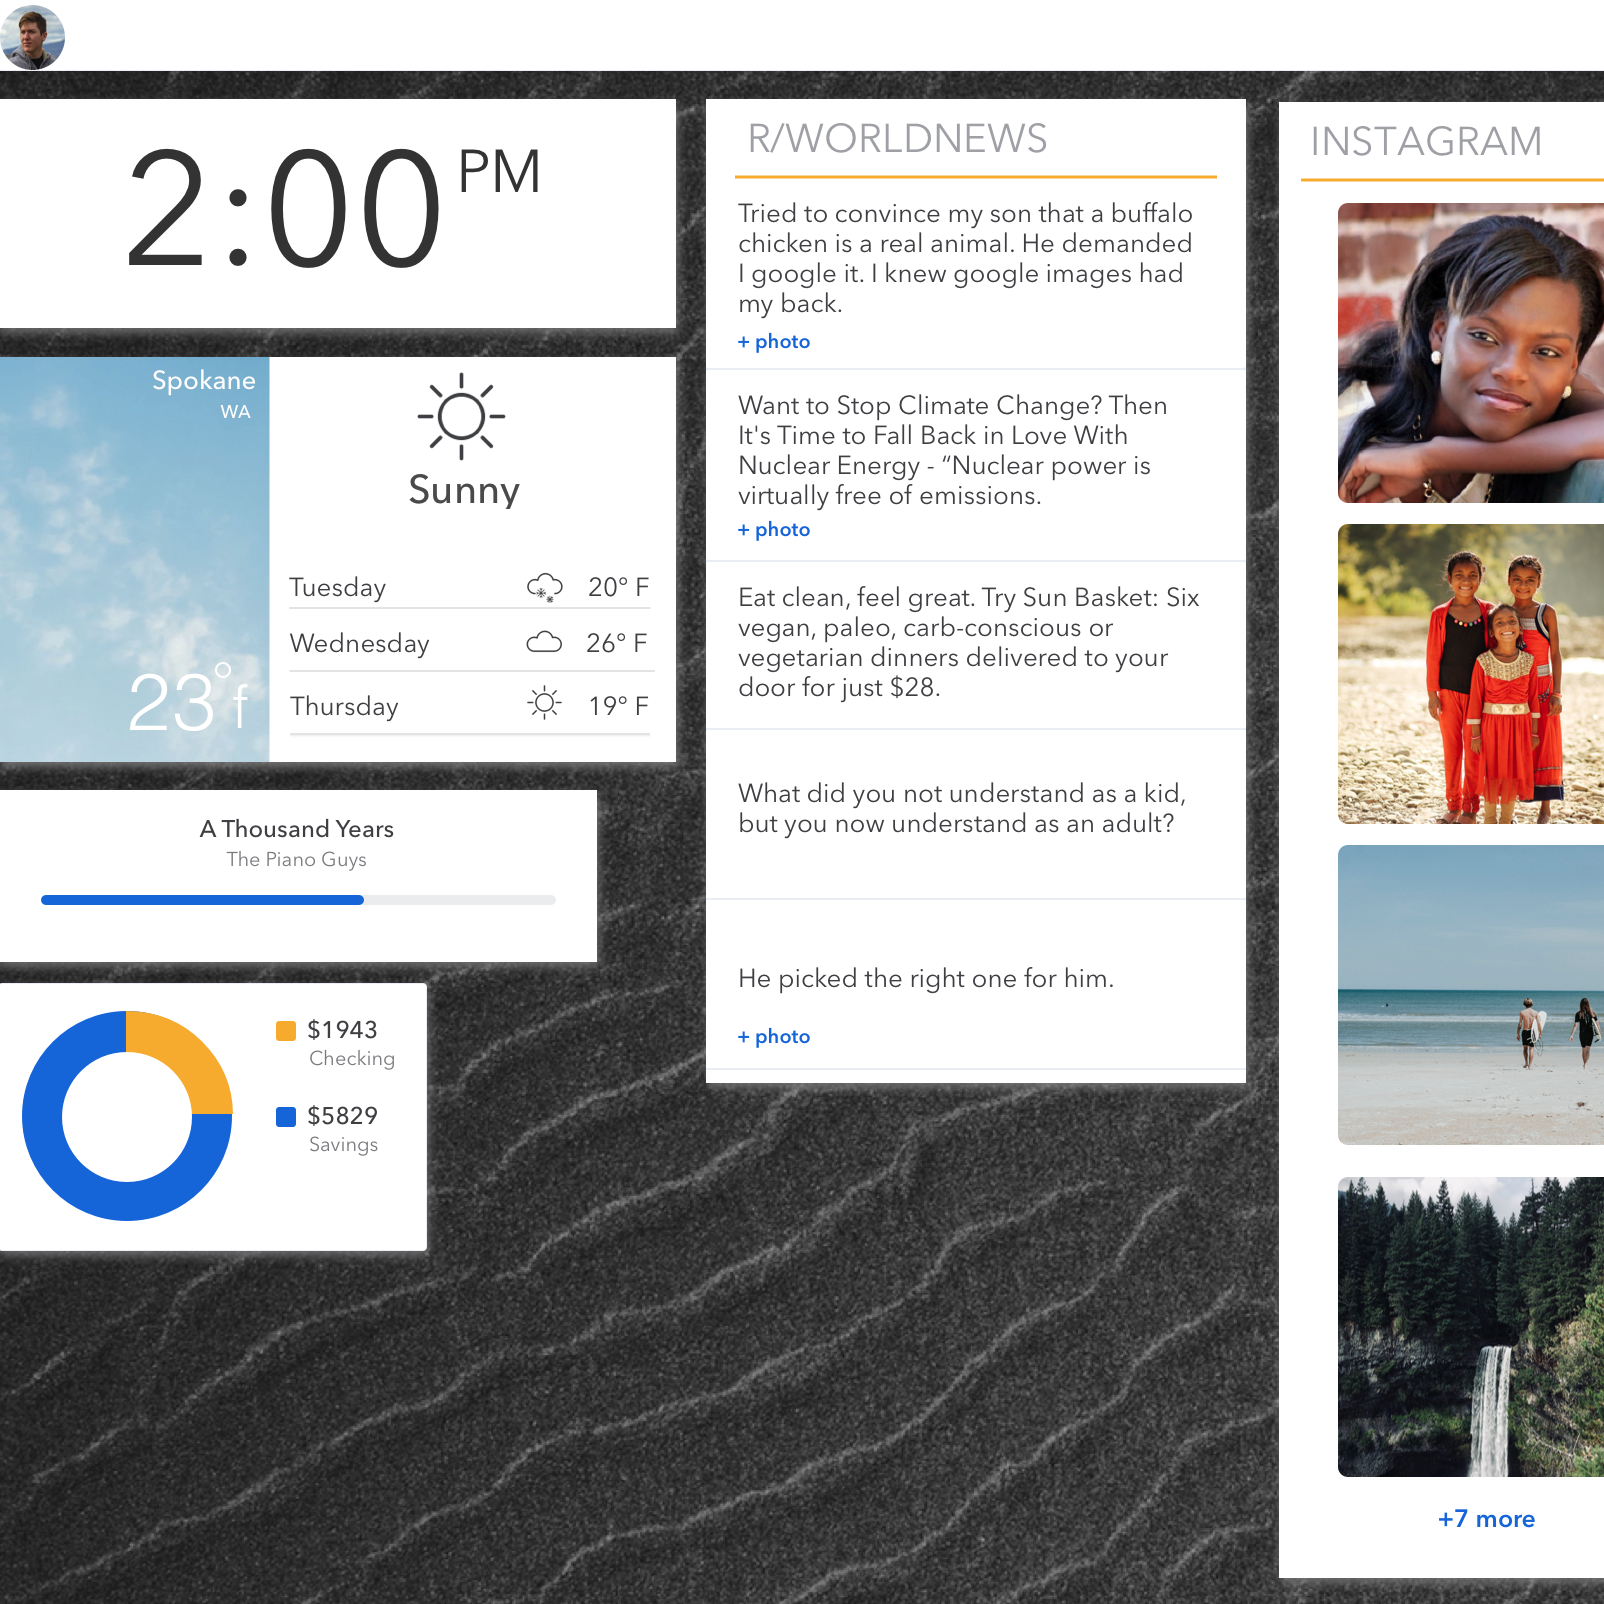 2:00 PM
Spokane
WA
23°f
Sunny
Tuesday 20° F
Wednesday 26° F
Thursday 19° F
A Thousand Years
The Piano Guys
$1943
Checking
$5829
Savings
R/WORLDNEWS
Tried to convince my son that a buffalo
chicken is a real animal. He demanded
I google it. I knew google images had
my back.
+ photo
Want to Stop Climate Change? Then
It's Time to Fall Back in Love With
Nuclear Energy - “Nuclear power is
virtually free of emissions.
+ photo
Eat clean, feel great. Try Sun Basket: Six
vegan, paleo, carb-conscious or
vegetarian dinners delivered to your
door for just $28.
What did you not understand as a kid,
but you now understand as an adult?
He picked the right one for him.
+ photo
INSTAGRAM
+7 more